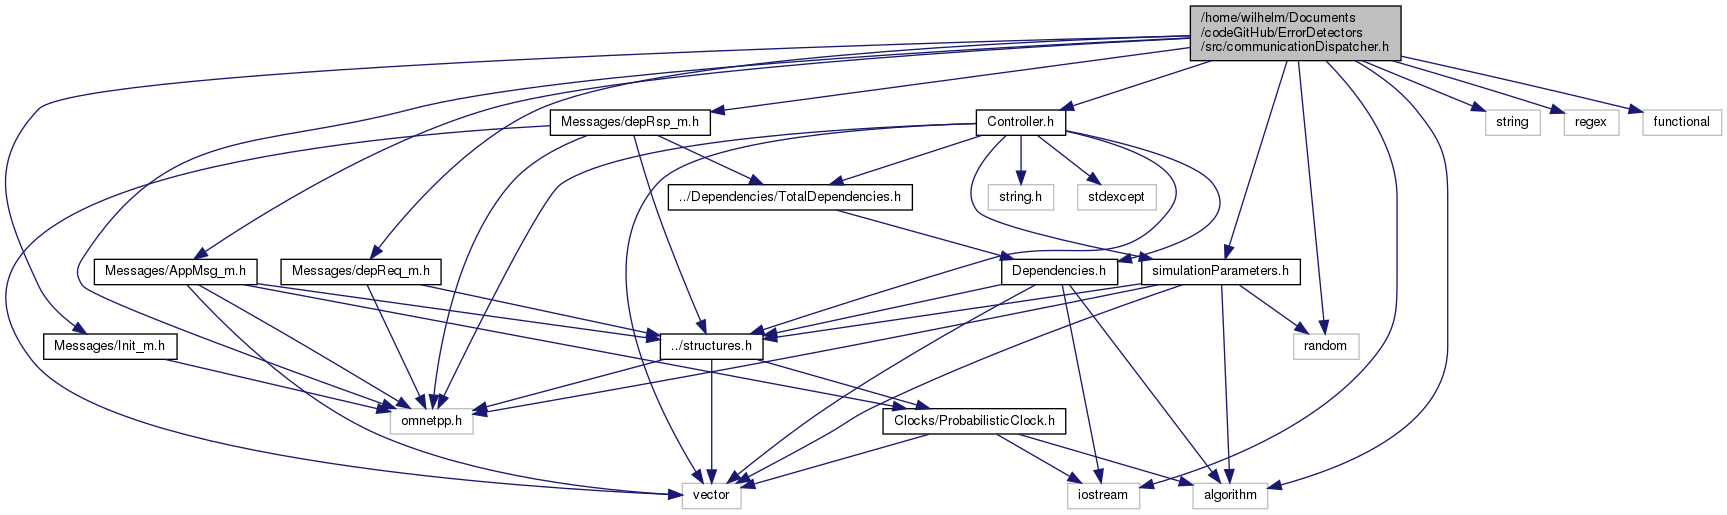 /home/wilhelm/Documents
/codeGitHub/ErrorDetectors
/src/communicationDispatcher.h
Messages/depRsp_m.h
Controller.h
string
regex
functional
../Dependencies/TotalDependencies.h
string.h
stdexcept
Messages/AppMsg_m.h
Messages/depReq_m.h
Dependencies.h
simulationParameters.h
Messages/Init_m.h
../structures.h
random
omnetpp.h
Clocks/ProbabilisticClock.h
vector
iostream
algorithm